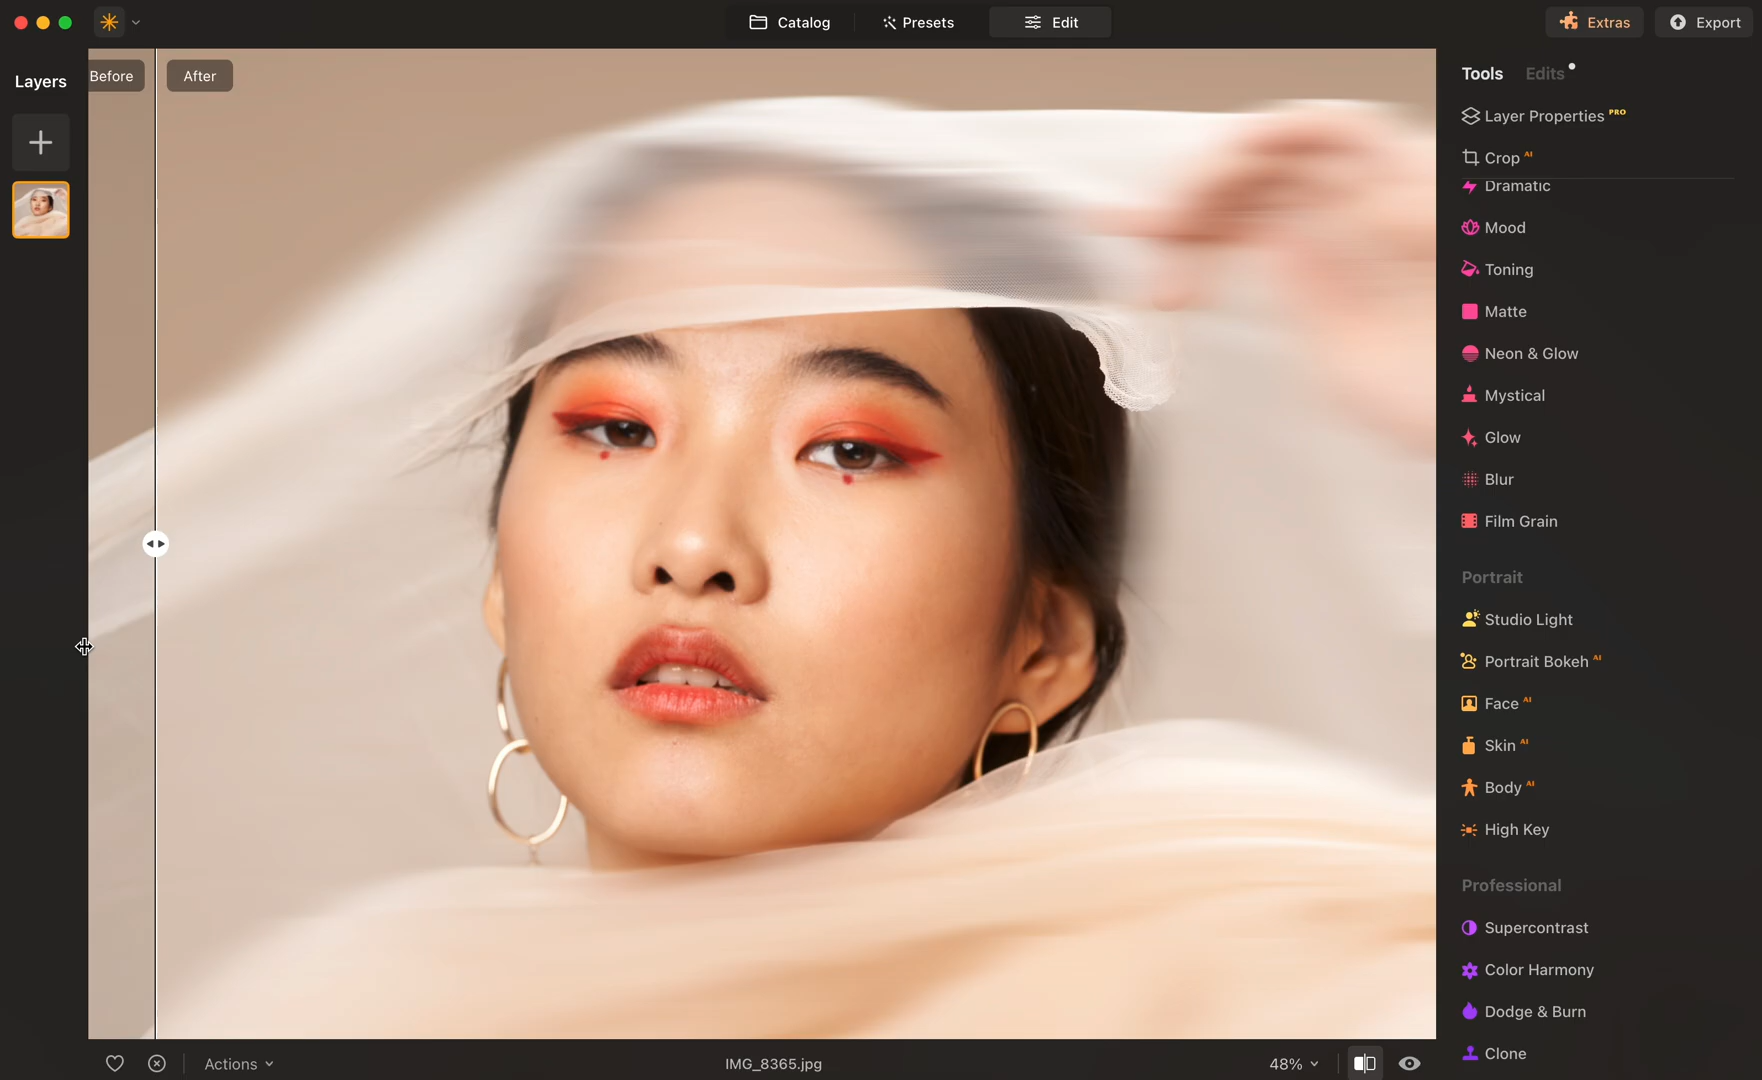 Catalog
Presets
Edit
Extras
Export
Layers
Before
After
Tools
Edits
Layer Properties PRO
Crop AI
Dramatic
Mood
Toning
Matte
Neon & Glow
Mystical
Glow
Blur
Film Grain
Portrait
Studio Light
Portrait Bokeh AI
Face AI
Skin AI
Body AI
High Key
Professional
Supercontrast
Color Harmony
Dodge & Burn
Clone
Actions
IMG_8365.jpg
48%